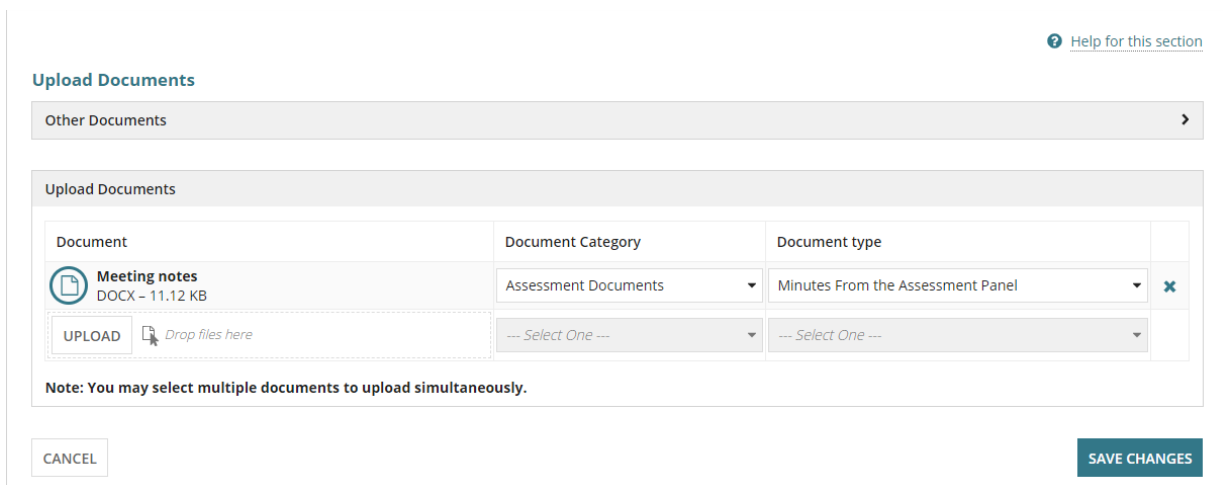 Help for this section
Upload Documents
Other Documents
Upload Documents
Document Document Category Document type
Meeting notes
DOCX – 11.12 KB
Assessment Documents
Minutes From the Assessment Panel
UPLOAD Drop files here --- Select One --- --- Select One ---
Note: You may select multiple documents to upload simultaneously.
CANCEL SAVE CHANGES